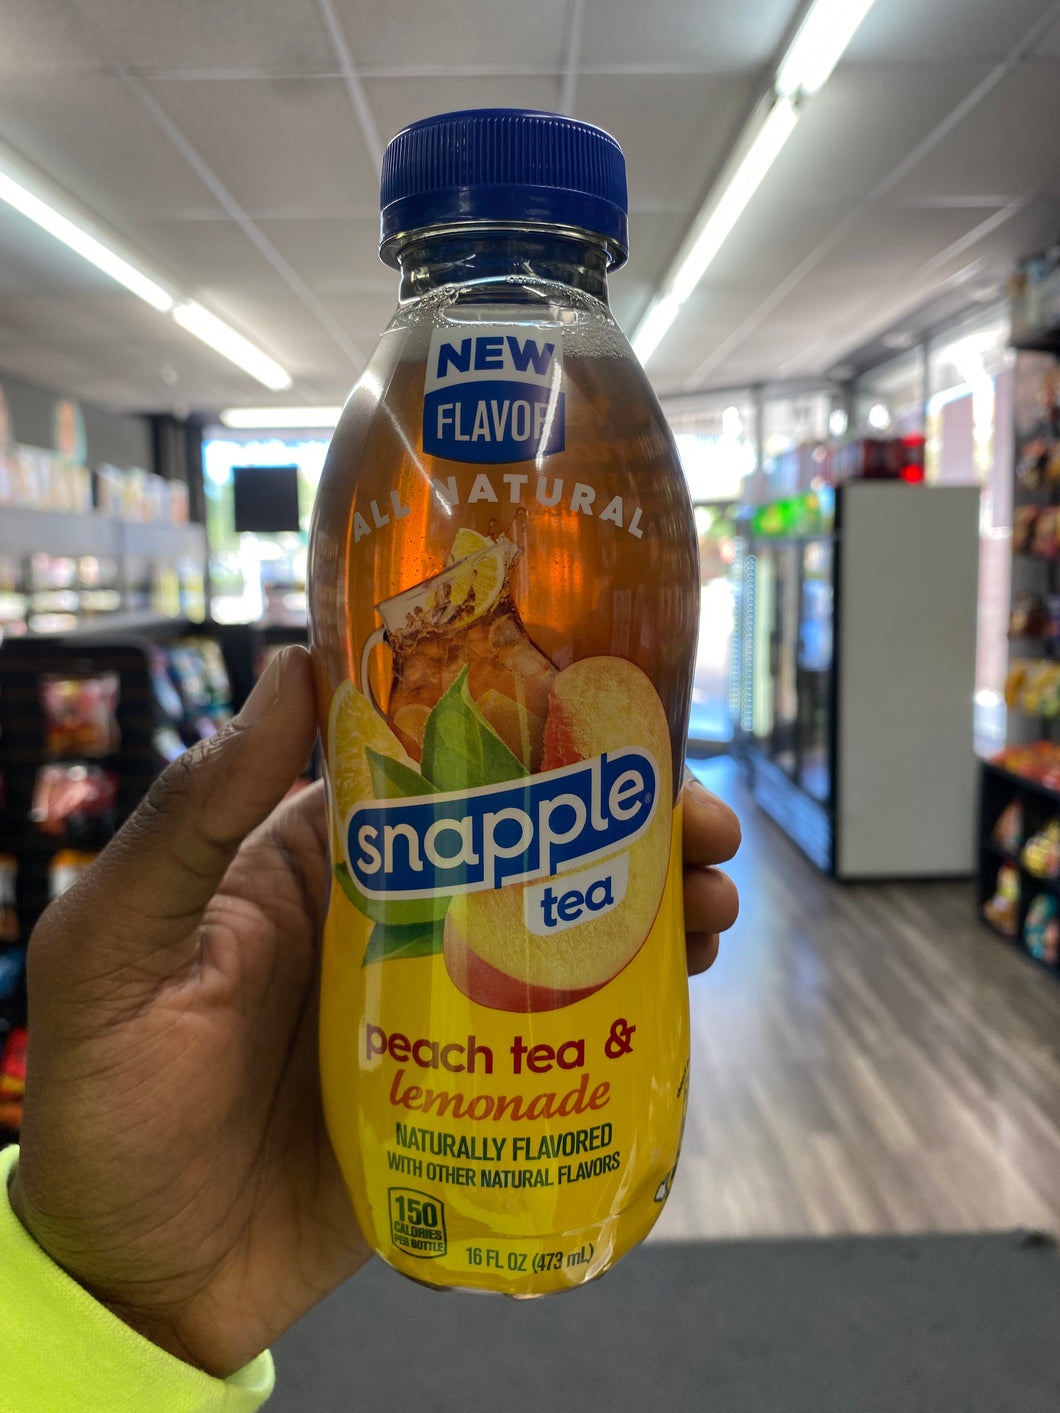 NEW
FLAVOR
ALL NATURAL
snapple®
tea
peach tea &
lemonade
NATURALLY FLAVORED
WITH OTHER NATURAL FLAVORS
150
CALORIES
PER BOTTLE
16 FL OZ (473 mL)